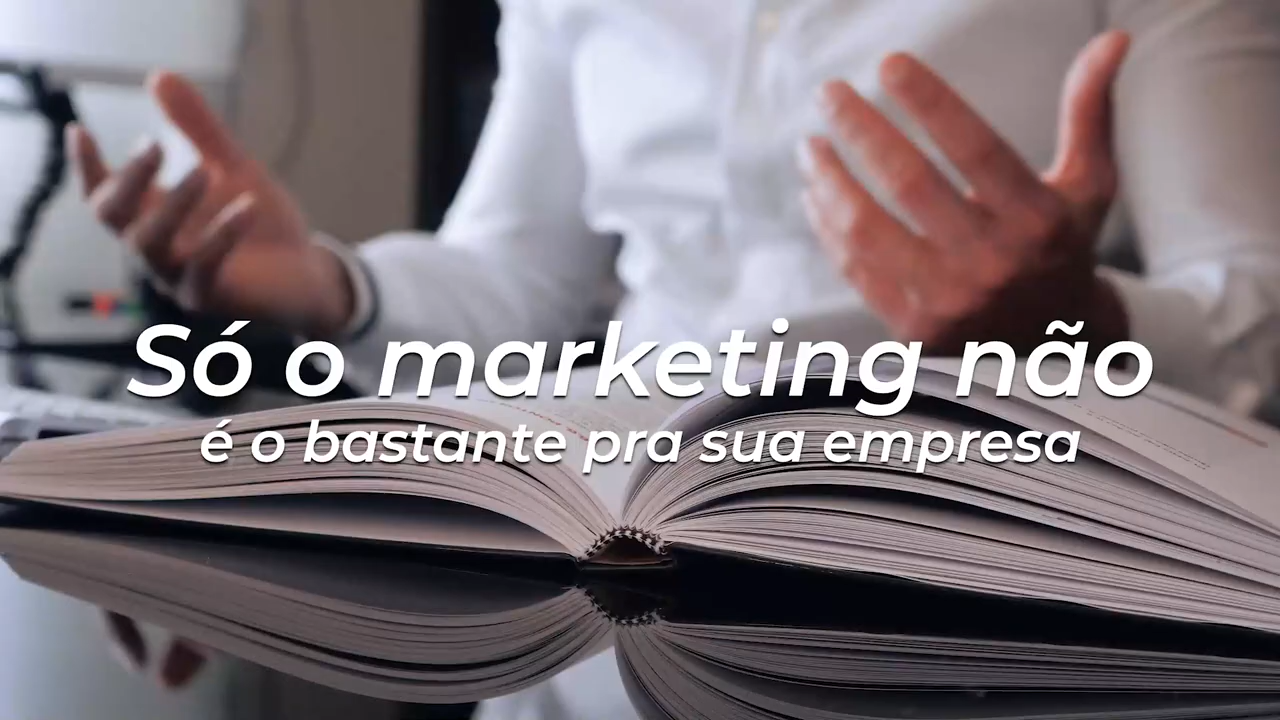 Só o marketing não
é o bastante pra sua empresa